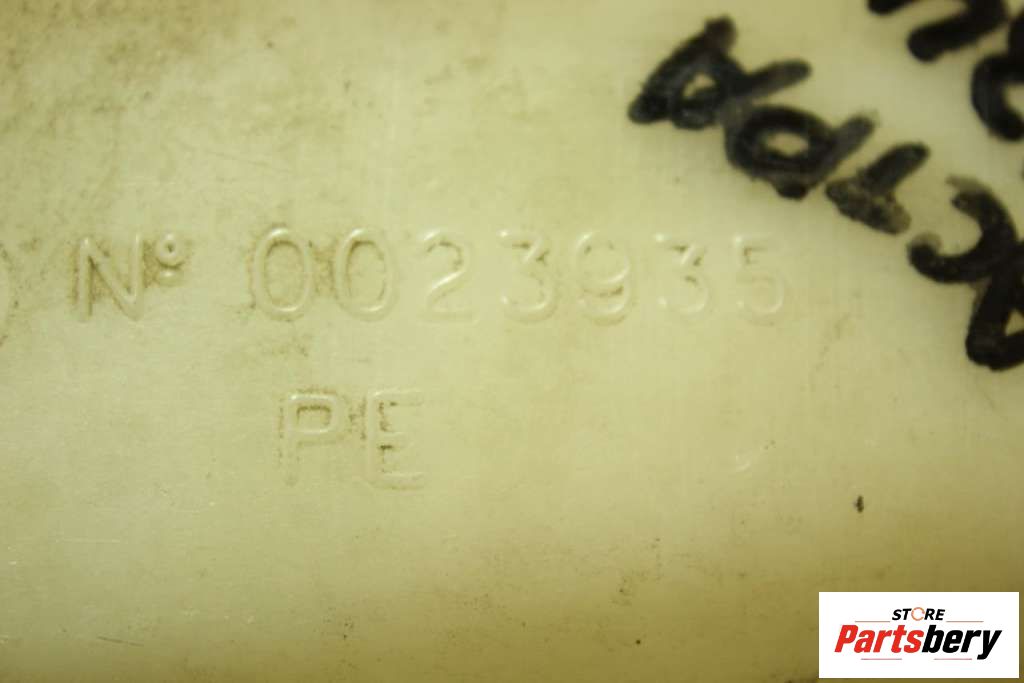 Nº 0023935
PE
STORE
Partsbery